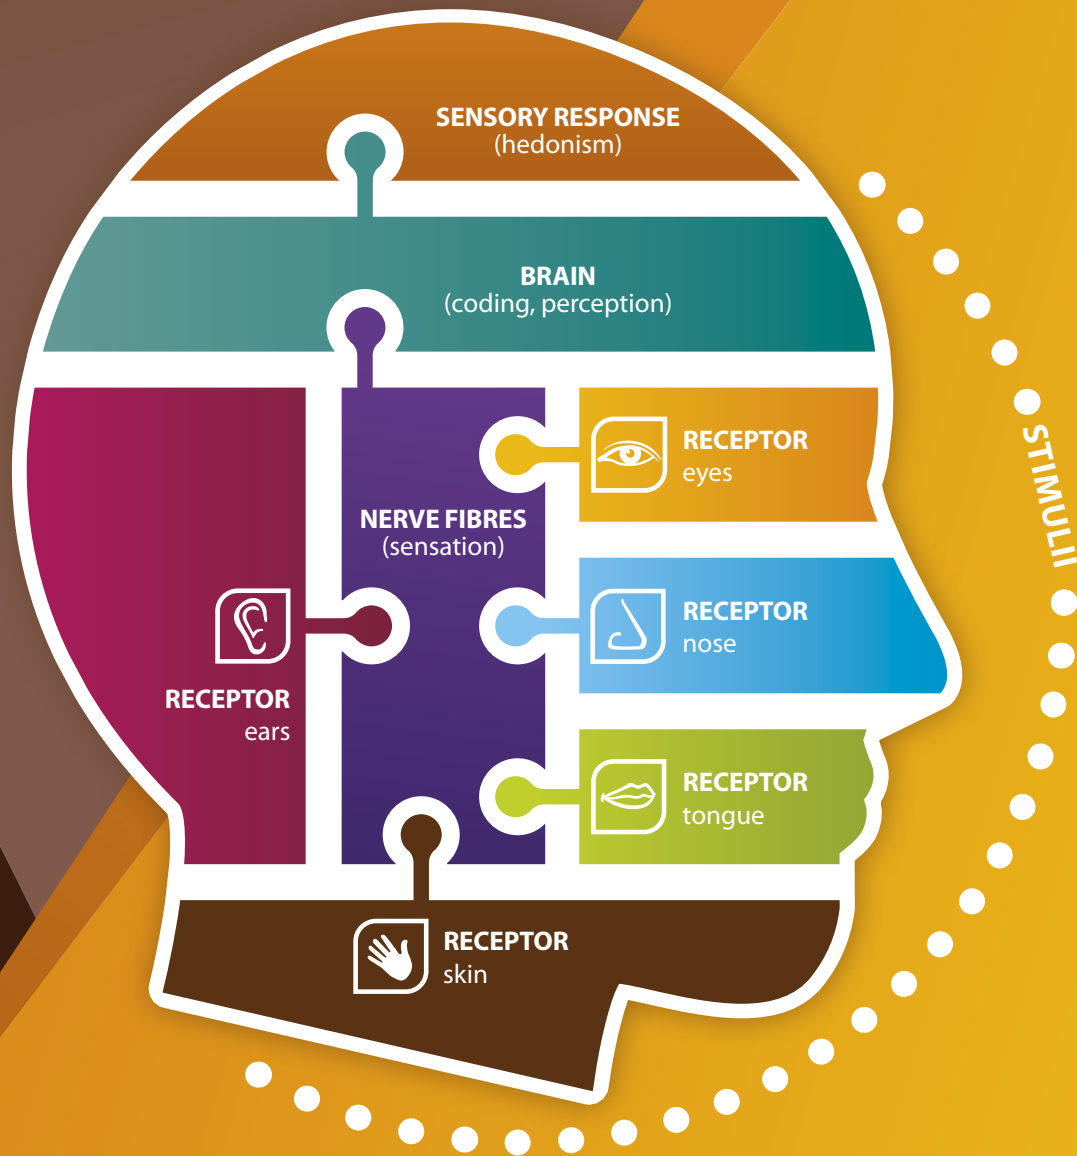 SENSORY RESPONSE
(hedonism)
BRAIN
(coding, perception)
RECEPTOR
eyes
STIMULII
NERVE FIBRES
(sensation)
RECEPTOR
nose
RECEPTOR
ears
RECEPTOR
tongue
RECEPTOR
skin